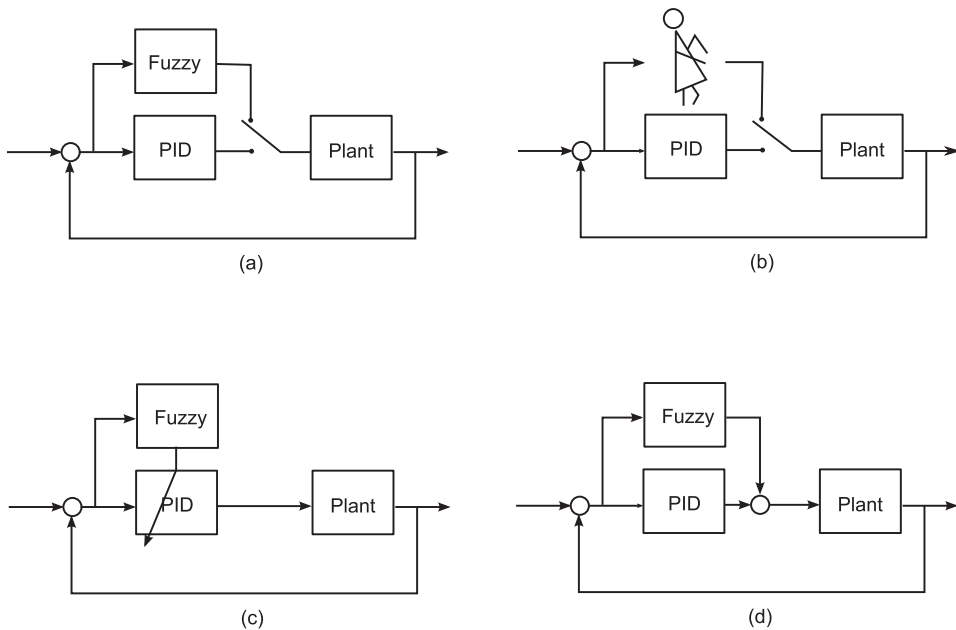 Fuzzy
PID
Plant
(a)
PID
Plant
(b)
Fuzzy
PID
Plant
(c)
Fuzzy
PID
Plant
(d)